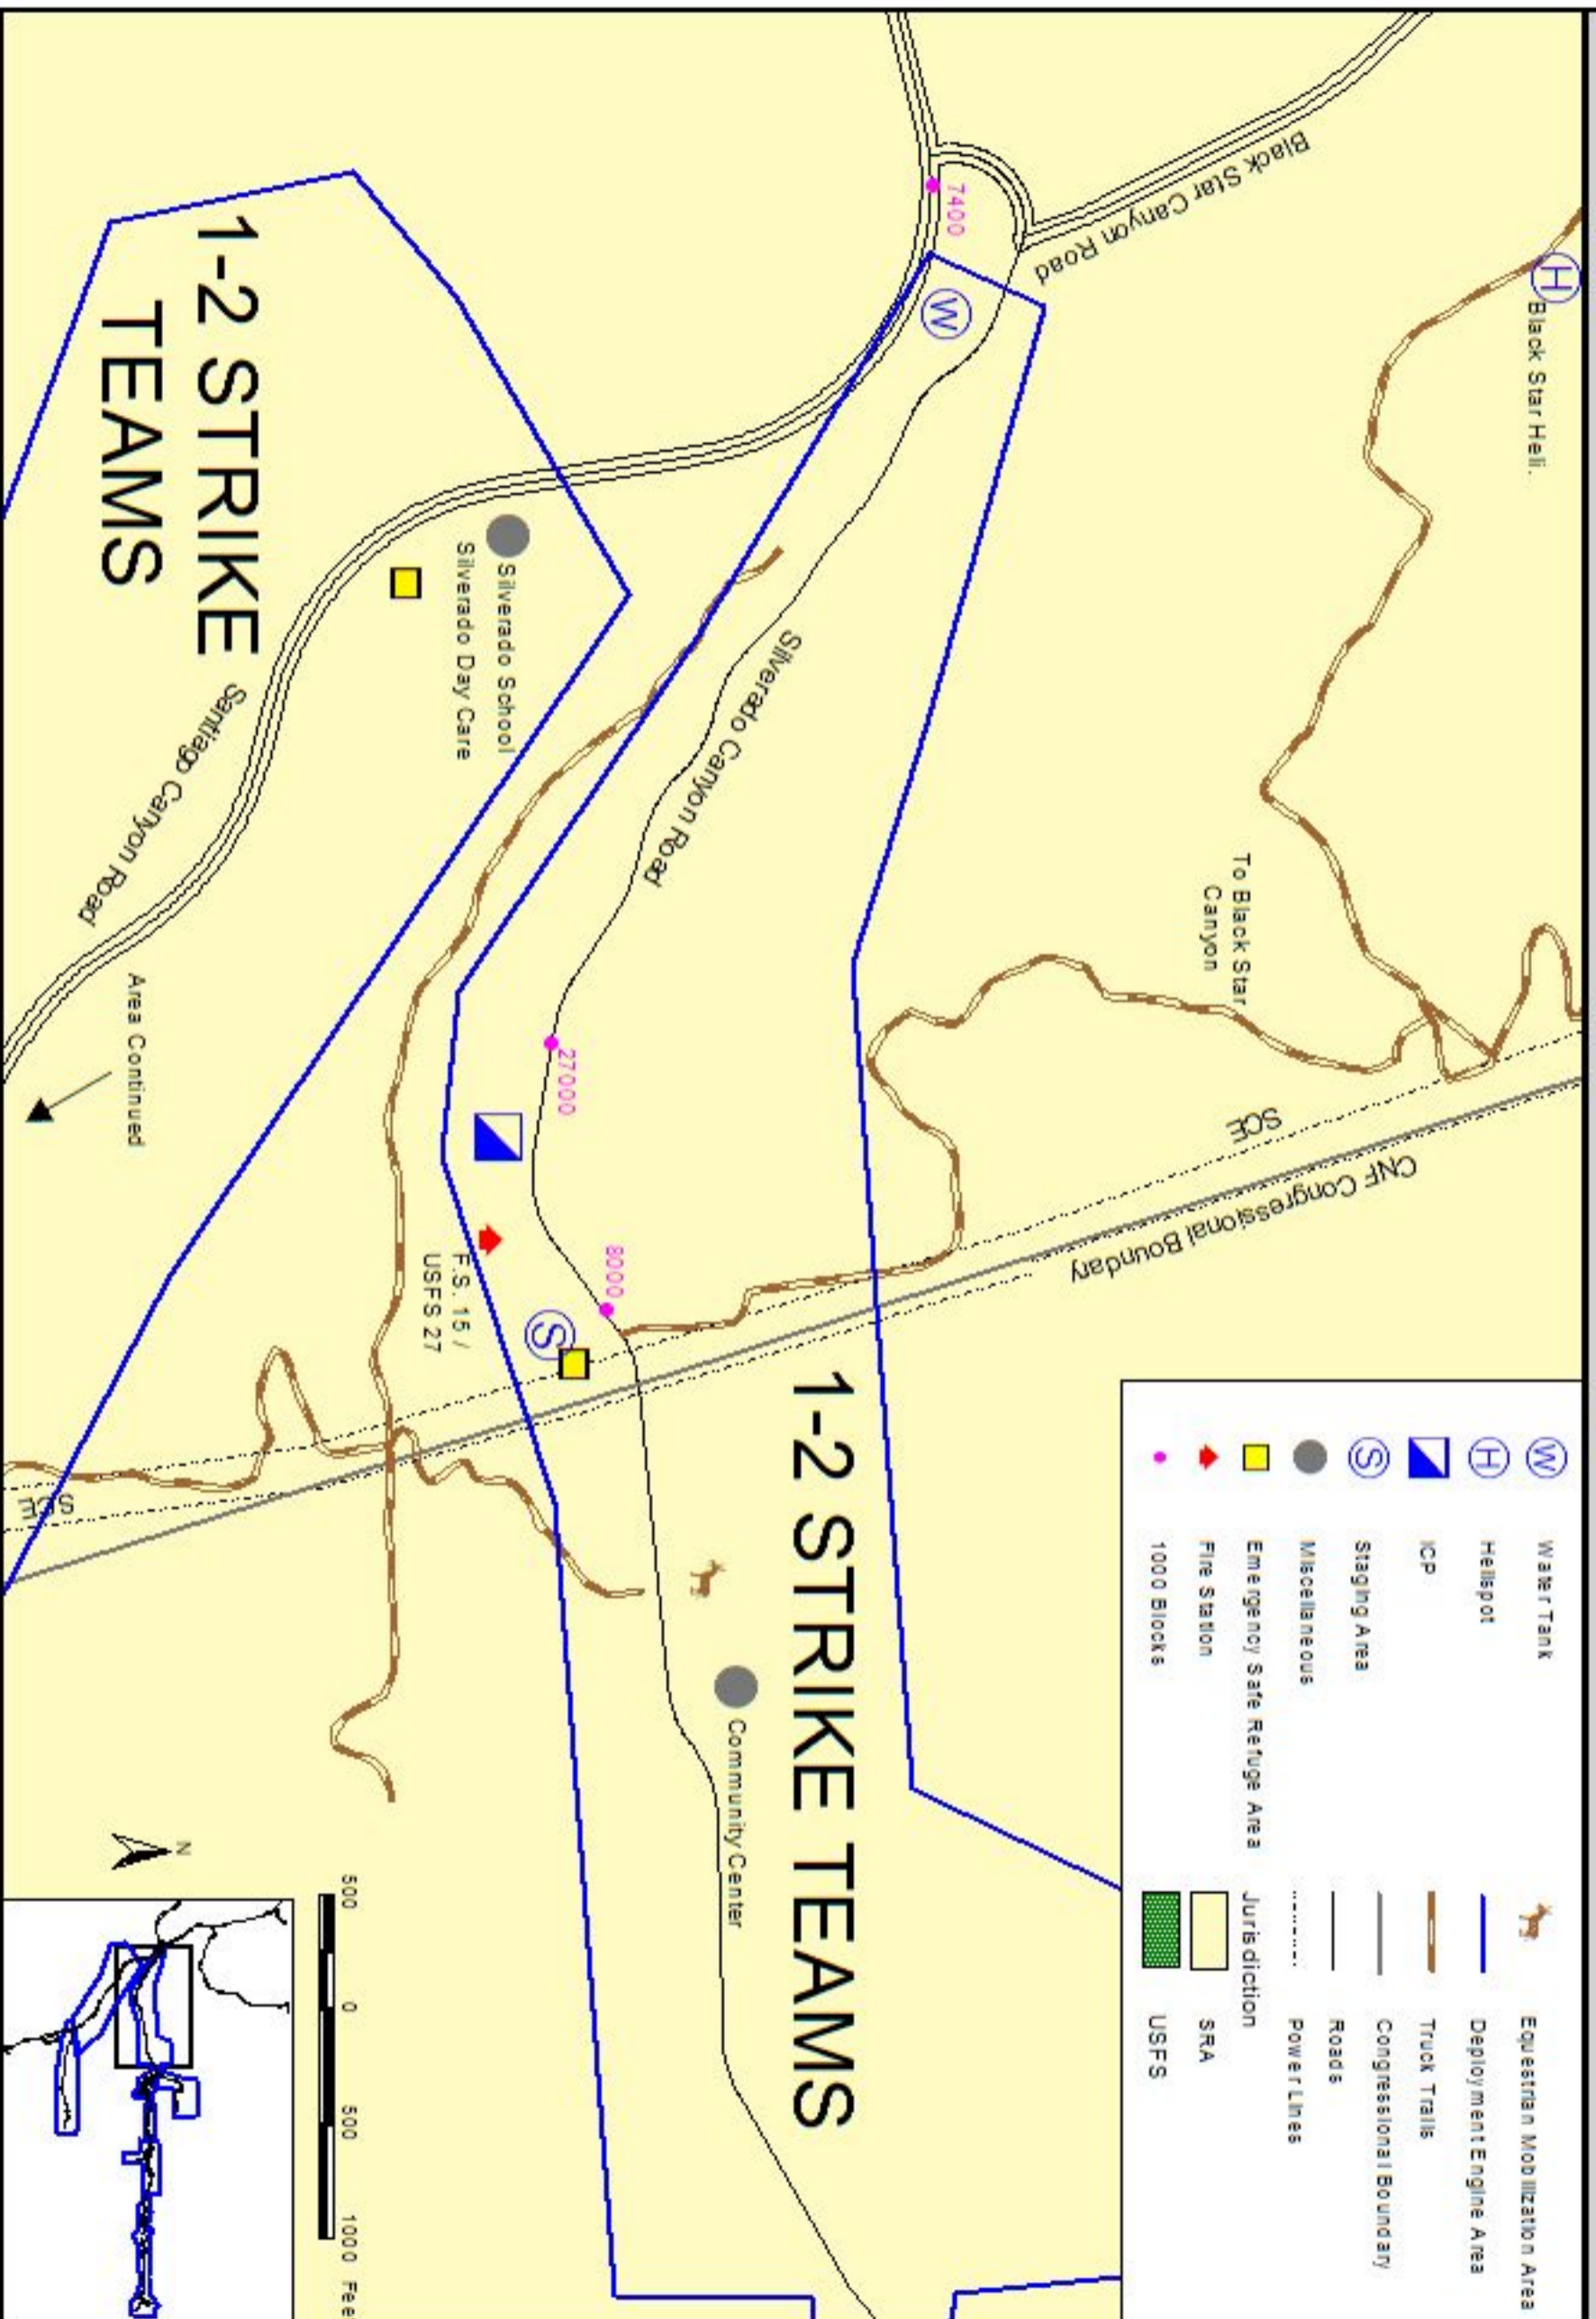 Black Star Heli.
Black Star Canyon Road
7400
W
H
To Black Star
Canyon
SCE
CNF Congressional Boundary
Silverado Canyon Road
Silverado School
Silverado Day Care
1-2 STRIKE
TEAMS
Santiago Canyon Road
Area Continued
27000
8000
S
F.S. 15 /
USFS 27
1-2 STRIKE TEAMS
Community Center
SCE
W Water Tank
H Helispot
ICP
S Staging Area
Miscellaneous
Emergency Safe Refuge Area
Fire Station
1000 Blocks
Equestrian Mobilization Area
Deployment Engine Area
Truck Trails
Congressional Boundary
Roads
Power Lines
Jurisdiction
SRA
USFS
N
500 0 500 1000 Fee